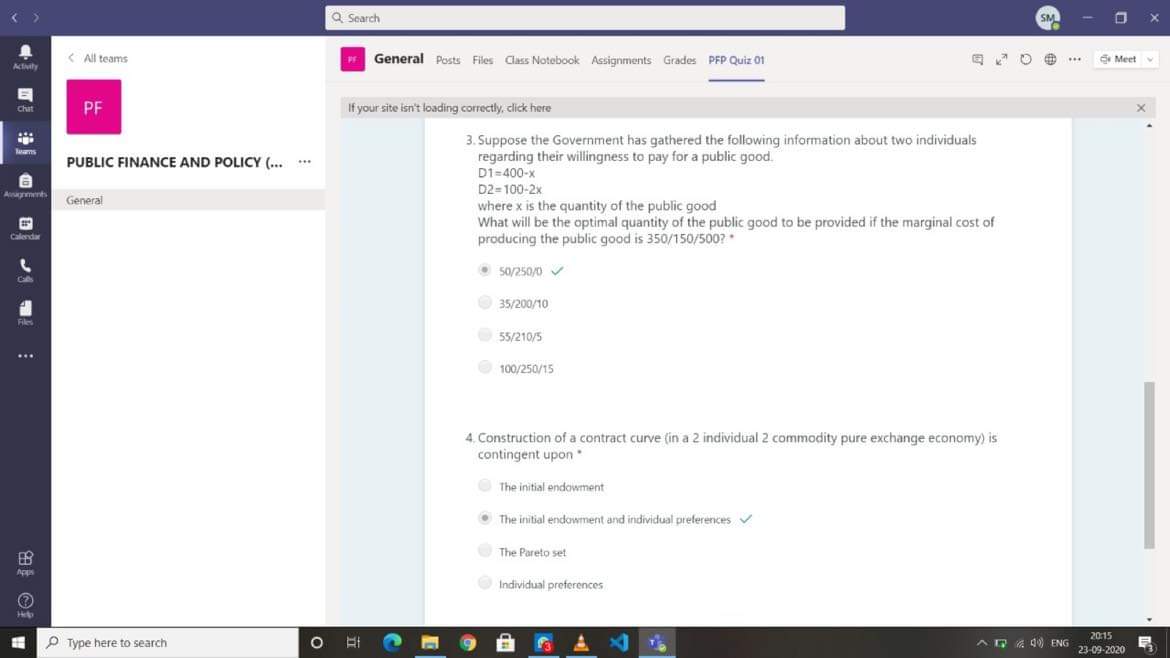 Search
SM
Activity
Chat
Teams
Assignments
Calendar
Calls
Files
Apps
Help
All teams
PF
PUBLIC FINANCE AND POLICY (...
General
PF
General
Posts
Files
Class Notebook
Assignments
Grades
PFP Quiz 01
Meet
If your site isn't loading correctly, click here
3. Suppose the Government has gathered the following information about two individuals
regarding their willingness to pay for a public good.
D1=400-x
D2=100-2x
where x is the quantity of the public good
What will be the optimal quantity of the public good to be provided if the marginal cost of
producing the public good is 350/150/500? *
50/250/0
35/200/10
55/210/5
100/250/15
4. Construction of a contract curve (in a 2 individual 2 commodity pure exchange economy) is
contingent upon *
The initial endowment
The initial endowment and individual preferences
The Pareto set
Individual preferences
Type here to search
3
ENG
20:15
23-09-2020
3